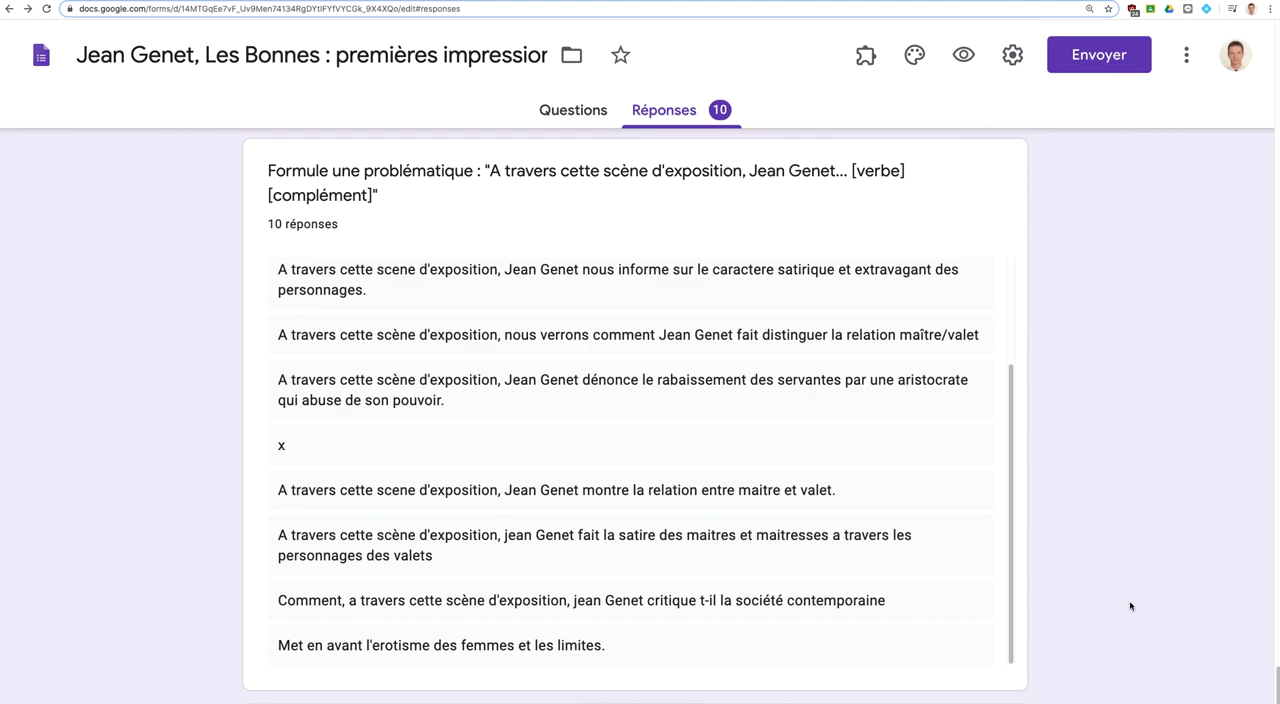 docs.google.com/forms/d/14MTGqEe7vF_Uv9Men74134RgDYtIFYfVYCGk_9X4XQo/edit#responses
24
Jean Genet, Les Bonnes : premières impression
Envoyer
Questions
Réponses 10
Formule une problématique : "A travers cette scène d'exposition, Jean Genet... [verbe]
[complément]"
10 réponses
A travers cette scene d'exposition, Jean Genet nous informe sur le caractere satirique et extravagant des
personnages.
A travers cette scène d'exposition, nous verrons comment Jean Genet fait distinguer la relation maître/valet
A travers cette scène d'exposition, Jean Genet dénonce le rabaissement des servantes par une aristocrate
qui abuse de son pouvoir.
x
A travers cette scene d'exposition, Jean Genet montre la relation entre maitre et valet.
A travers cette scène d'exposition, jean Genet fait la satire des maitres et maitresses a travers les
personnages des valets
Comment, a travers cette scène d'exposition, jean Genet critique t-il la société contemporaine
Met en avant l'erotisme des femmes et les limites.